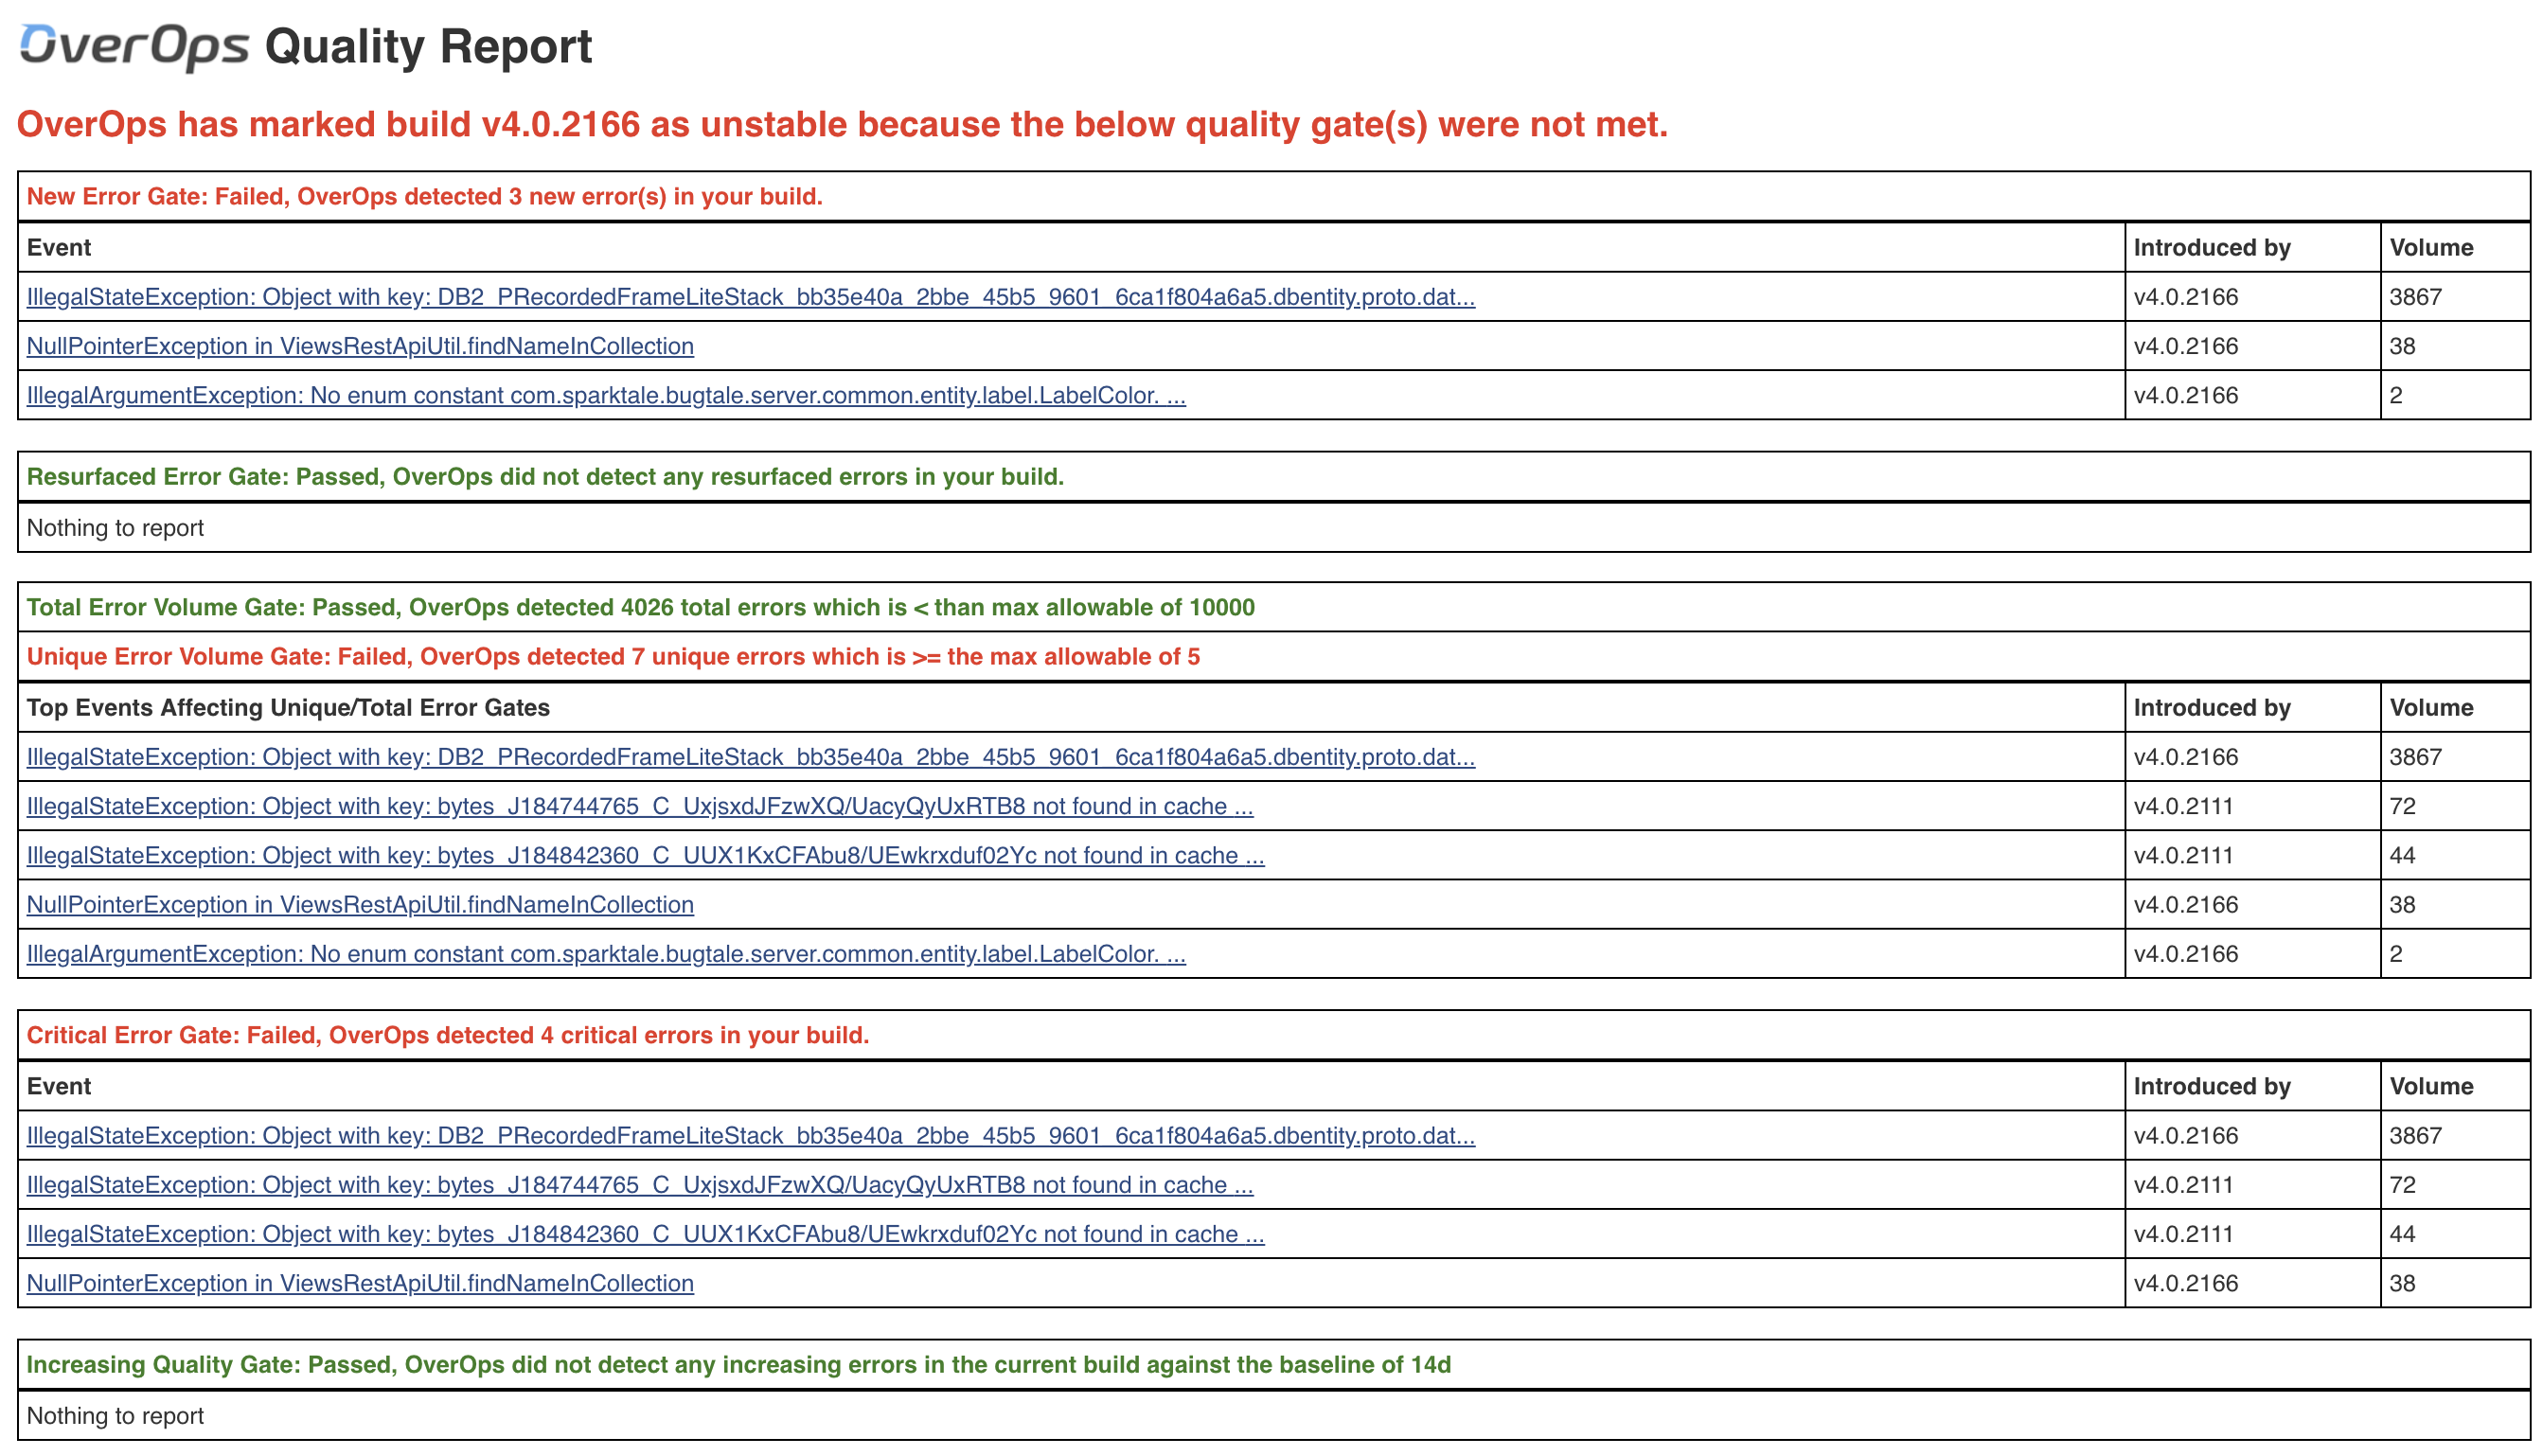 OverOps Quality Report
OverOps has marked build v4.0.2166 as unstable because the below quality gate(s) were not met.
New Error Gate: Failed, OverOps detected 3 new error(s) in your build.
Event Introduced by Volume
IllegalStateException: Object with key: DB2_PRecordedFrameLiteStack_bb35e40a_2bbe_45b5_9601_6ca1f804a6a5.dbentity.proto.dat... v4.0.2166 3867
NullPointerException in ViewsRestApiUtil.findNameInCollection v4.0.2166 38
IllegalArgumentException: No enum constant com.sparktale.bugtale.server.common.entity.label.LabelColor. ... v4.0.2166 2
Resurfaced Error Gate: Passed, OverOps did not detect any resurfaced errors in your build.
Nothing to report
Total Error Volume Gate: Passed, OverOps detected 4026 total errors which is < than max allowable of 10000
Unique Error Volume Gate: Failed, OverOps detected 7 unique errors which is >= the max allowable of 5
Top Events Affecting Unique/Total Error Gates Introduced by Volume
IllegalStateException: Object with key: DB2_PRecordedFrameLiteStack_bb35e40a_2bbe_45b5_9601_6ca1f804a6a5.dbentity.proto.dat... v4.0.2166 3867
IllegalStateException: Object with key: bytes_J184744765_C_UxjsxdJFzwXQ/UacyQyUxRTB8 not found in cache ... v4.0.2111 72
IllegalStateException: Object with key: bytes_J184842360_C_UUX1KxCFAbu8/UEwkrxduf02Yc not found in cache ... v4.0.2111 44
NullPointerException in ViewsRestApiUtil.findNameInCollection v4.0.2166 38
IllegalArgumentException: No enum constant com.sparktale.bugtale.server.common.entity.label.LabelColor. ... v4.0.2166 2
Critical Error Gate: Failed, OverOps detected 4 critical errors in your build.
Event Introduced by Volume
IllegalStateException: Object with key: DB2_PRecordedFrameLiteStack_bb35e40a_2bbe_45b5_9601_6ca1f804a6a5.dbentity.proto.dat... v4.0.2166 3867
IllegalStateException: Object with key: bytes_J184744765_C_UxjsxdJFzwXQ/UacyQyUxRTB8 not found in cache ... v4.0.2111 72
IllegalStateException: Object with key: bytes_J184842360_C_UUX1KxCFAbu8/UEwkrxduf02Yc not found in cache ... v4.0.2111 44
NullPointerException in ViewsRestApiUtil.findNameInCollection v4.0.2166 38
Increasing Quality Gate: Passed, OverOps did not detect any increasing errors in the current build against the baseline of 14d
Nothing to report